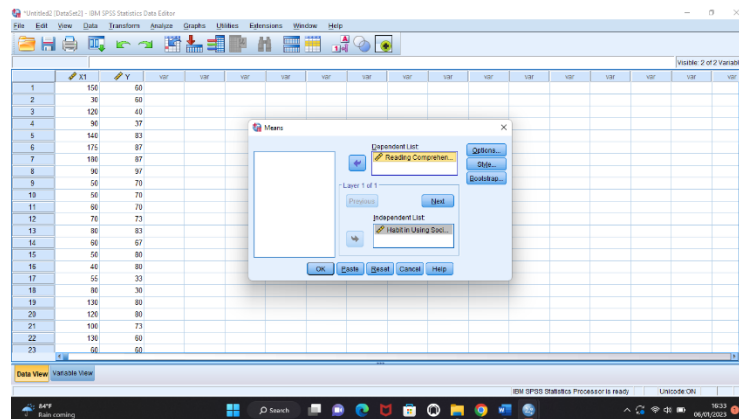 *Untitled2 [DataSet2] - IBM SPSS Statistics Data Editor
File Edit View Data Transform Analyze Graphs Utilities Extensions Window Help
Visible: 2 of 2 Variabl
X1 Y var var var var var var var var var var var var var var
1 150 60
2 30 60
3 120 40
4 90 37
5 140 83
6 175 87
7 180 87
8 90 97
9 50 70
10 50 70
11 60 70
12 70 73
13 80 83
14 60 67
15 50 80
16 40 80
17 55 33
18 80 30
19 130 80
20 120 80
21 100 73
22 130 60
23 60 60
Means
Dependent List:
Reading Comprehen...
Options...
Style...
Bootstrap...
Layer 1 of 1
Previous Next
Independent List:
Habit in Using Soci...
OK Paste Reset Cancel Help
Data View Variable View
IBM SPSS Statistics Processor is ready Unicode:ON
84°F
Rain coming
Search
16:33
06/01/2023